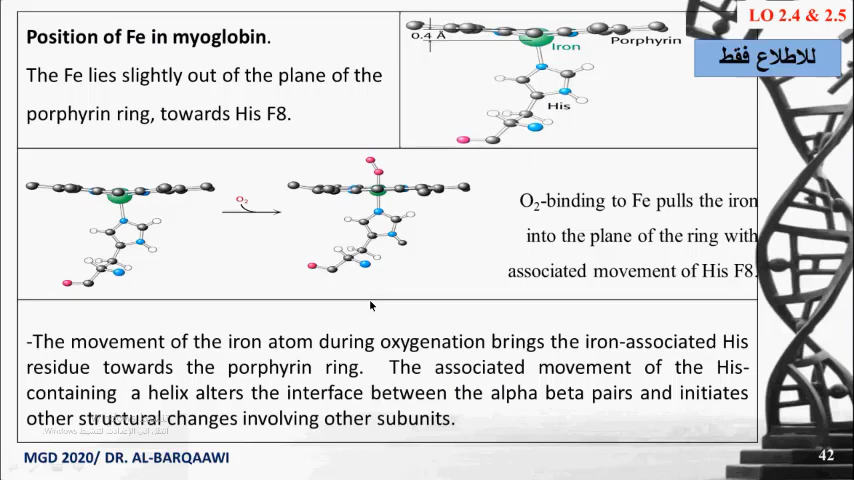 LO 2.4 & 2.5
للاطلاع فقط
Position of Fe in myoglobin.
The Fe lies slightly out of the plane of the
porphyrin ring, towards His F8.
0.4 Å
Iron
Porphyrin
His
O2
O2-binding to Fe pulls the iron
into the plane of the ring with
associated movement of His F8.
-The movement of the iron atom during oxygenation brings the iron-associated His
residue towards the porphyrin ring. The associated movement of the His-
containing a helix alters the interface between the alpha beta pairs and initiates
other structural changes involving other subunits.
انتقل إلى الإعدادات لتنشيط Windows.
MGD 2020/ DR. AL-BARQAAWI
42